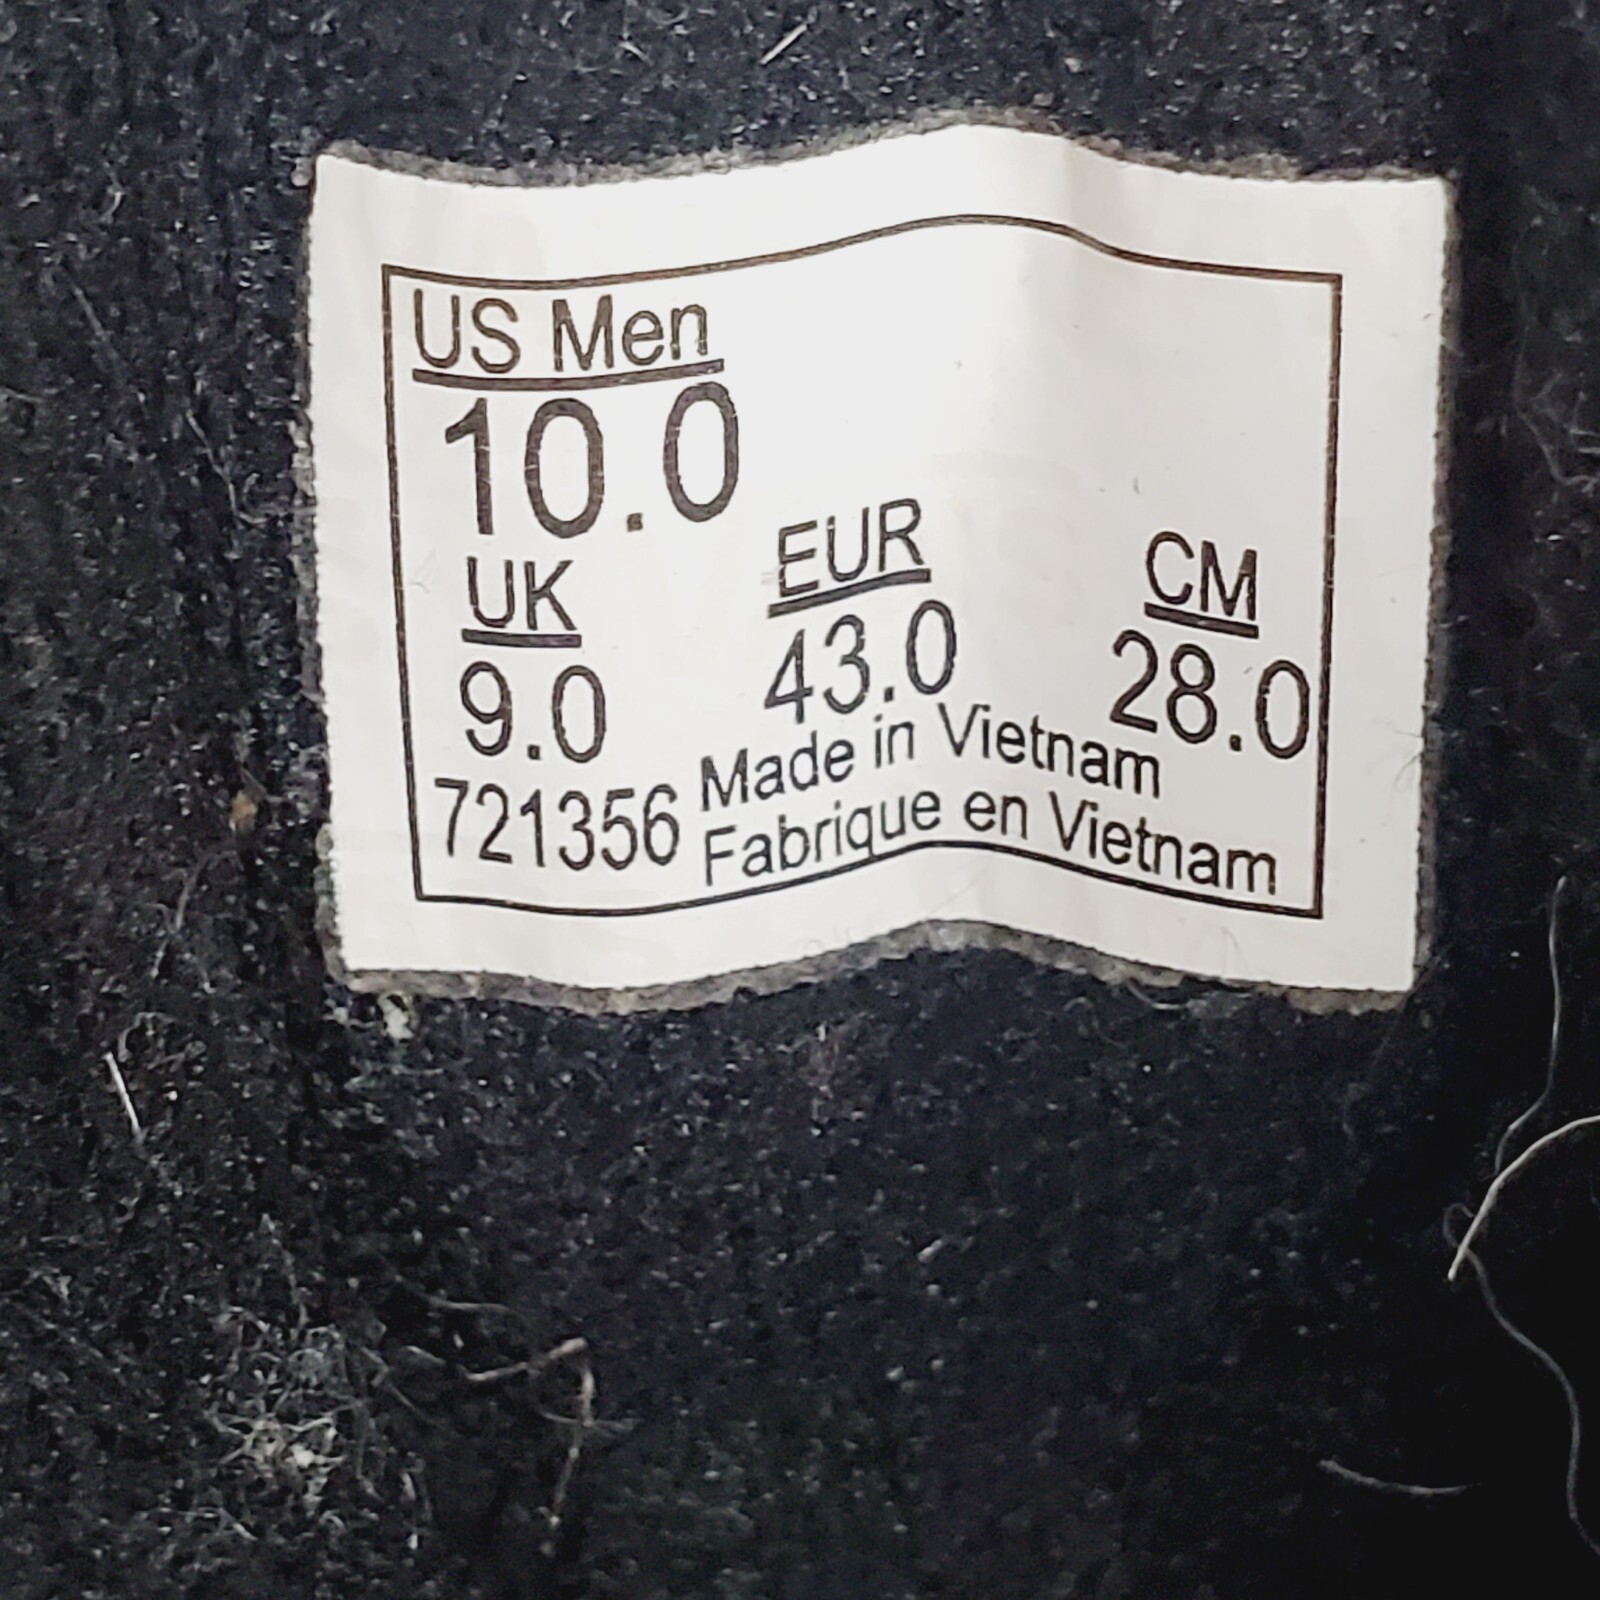 US Men
10.0
UK EUR CM
9.0 43.0 28.0
721356 Made in Vietnam
Fabrique en Vietnam